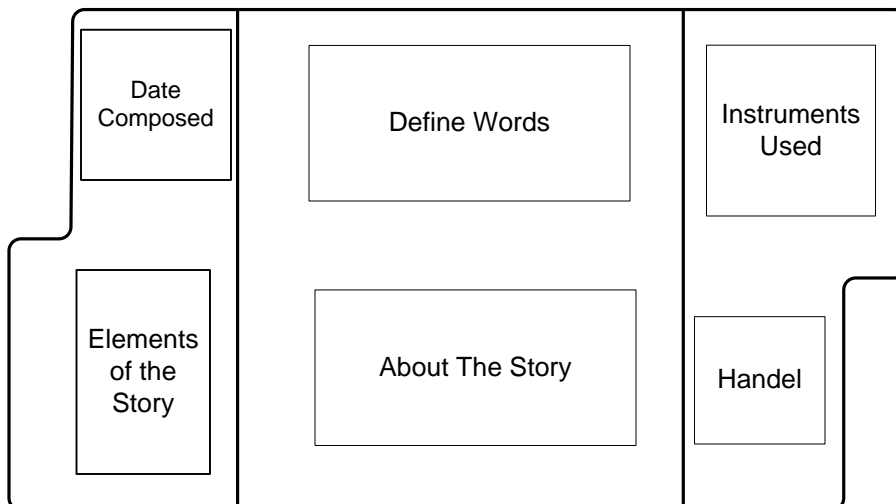 Date
Composed
Define Words
Instruments
Used
Elements
of the
Story
About The Story
Handel